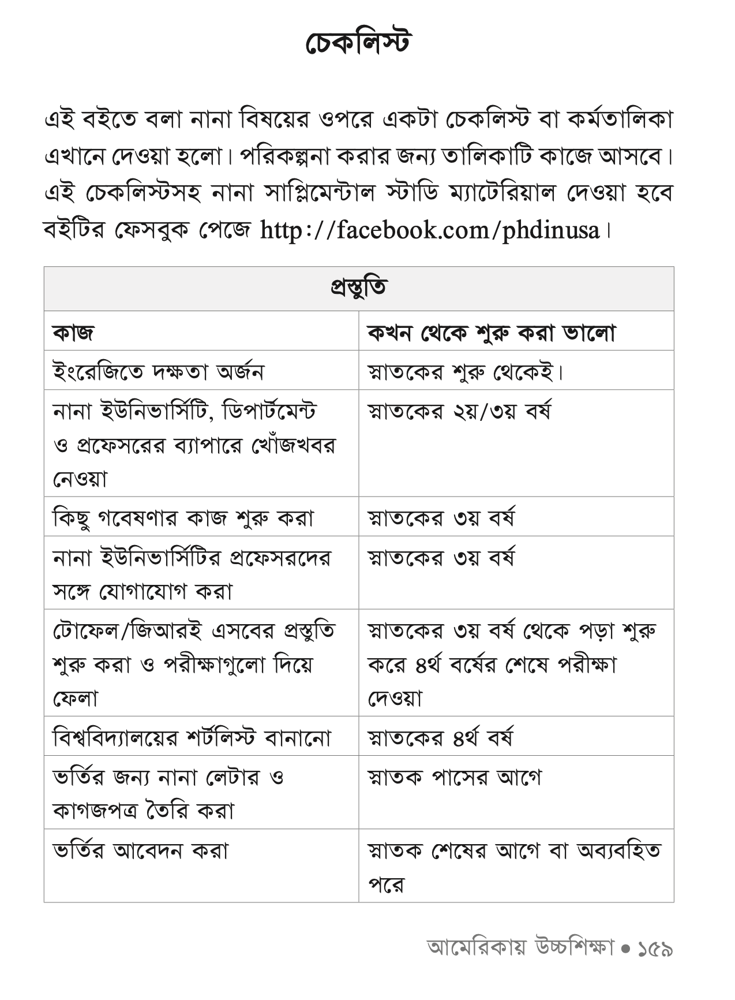 চেকলিস্ট
এই বইতে বলা নানা বিষয়ের ওপরে একটা চেকলিস্ট বা কর্মতালিকা
এখানে দেওয়া হলো। পরিকল্পনা করার জন্য তালিকাটি কাজে আসবে।
এই চেকলিস্টসহ নানা সাপ্লিমেন্টাল স্টাডি ম্যাটেরিয়াল দেওয়া হবে
বইটির ফেসবুক পেজে http://facebook.com/phdinusa।
প্রস্তুতি
কাজ
কখন থেকে শুরু করা ভালো
ইংরেজিতে দক্ষতা অর্জন
স্নাতকের শুরু থেকেই।
নানা ইউনিভার্সিটি, ডিপার্টমেন্ট
ও প্রফেসরের ব্যাপারে খোঁজখবর
নেওয়া
স্নাতকের ২য়/৩য় বর্ষ
কিছু গবেষণার কাজ শুরু করা
স্নাতকের ৩য় বর্ষ
নানা ইউনিভার্সিটির প্রফেসরদের
সঙ্গে যোগাযোগ করা
স্নাতকের ৩য় বর্ষ
টোফেল/জিআরই এসবের প্রস্তুতি
শুরু করা ও পরীক্ষাগুলো দিয়ে
ফেলা
স্নাতকের ৩য় বর্ষ থেকে পড়া শুরু
করে ৪র্থ বর্ষের শেষে পরীক্ষা
দেওয়া
বিশ্ববিদ্যালয়ের শর্টলিস্ট বানানো
স্নাতকের ৪র্থ বর্ষ
ভর্তির জন্য নানা লেটার ও
কাগজপত্র তৈরি করা
স্নাতক পাসের আগে
ভর্তির আবেদন করা
স্নাতক শেষের আগে বা অব্যবহিত
পরে
আমেরিকায় উচ্চশিক্ষা ● ১৫৯